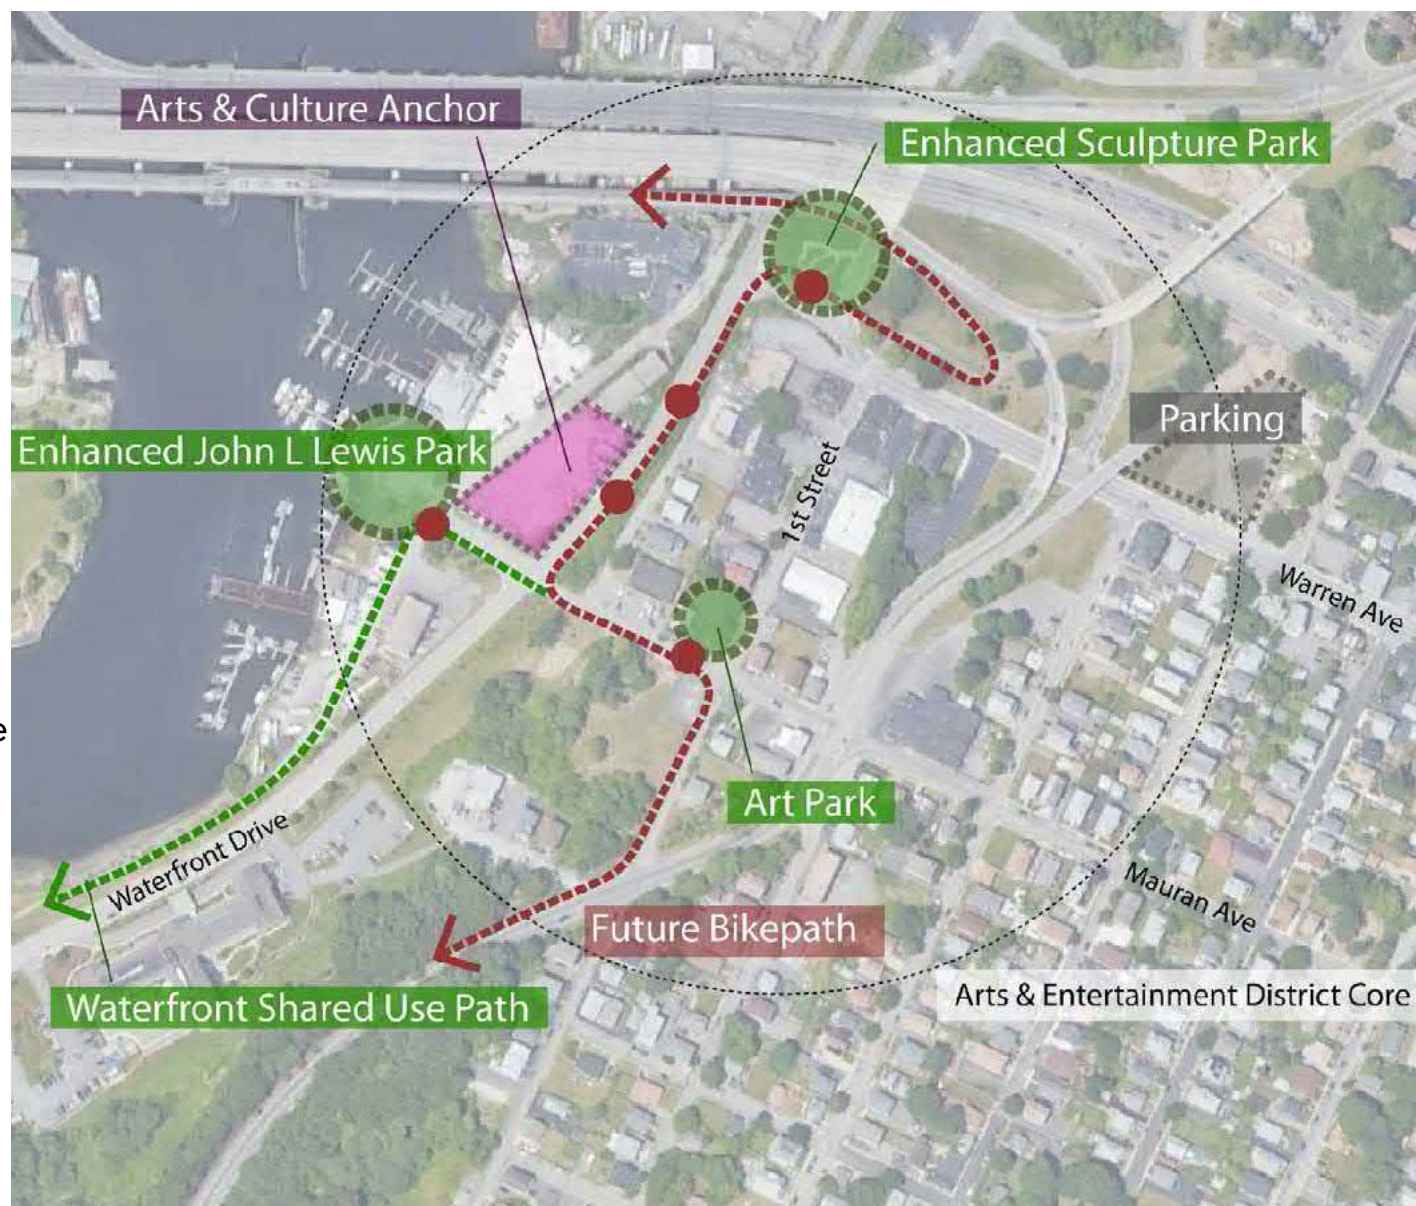 Arts & Culture Anchor
Enhanced Sculpture Park
Parking
Enhanced John L Lewis Park
1st Street
Warren Ave
e
Art Park
Waterfront Drive
Mauran Ave
Future Bikepath
Arts & Entertainment District Core
Waterfront Shared Use Path